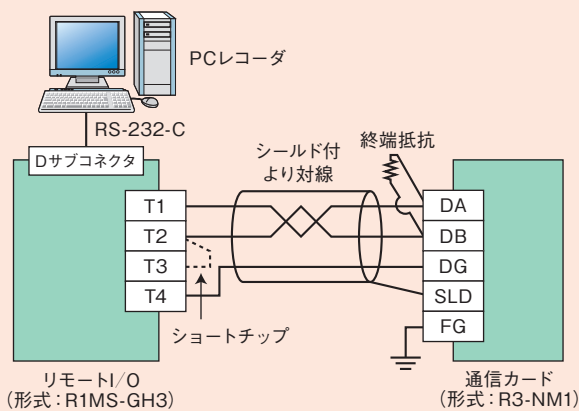 PCレコーダ
RS-232-C
Dサブコネクタ
シールド付
より対線
終端抵抗
T1
T2
T3
T4
DA
DB
DG
SLD
FG
ショートチップ
リモートI/O
(形式:R1MS-GH3)
通信カード
(形式:R3-NM1)